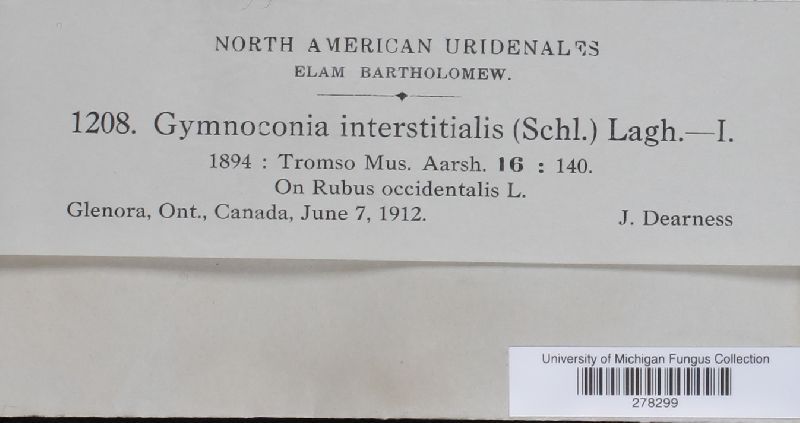 NORTH AMERICAN URIDENALES
ELAM BARTHOLOMEW.
1208. Gymnoconia interstitialis (Schl.) Lagh.—I.
1894 : Tromso Mus. Aarsh. 16 : 140.
On Rubus occidentalis L.
Glenora, Ont., Canada, June 7, 1912. J. Dearness
University of Michigan Fungus Collection
278299